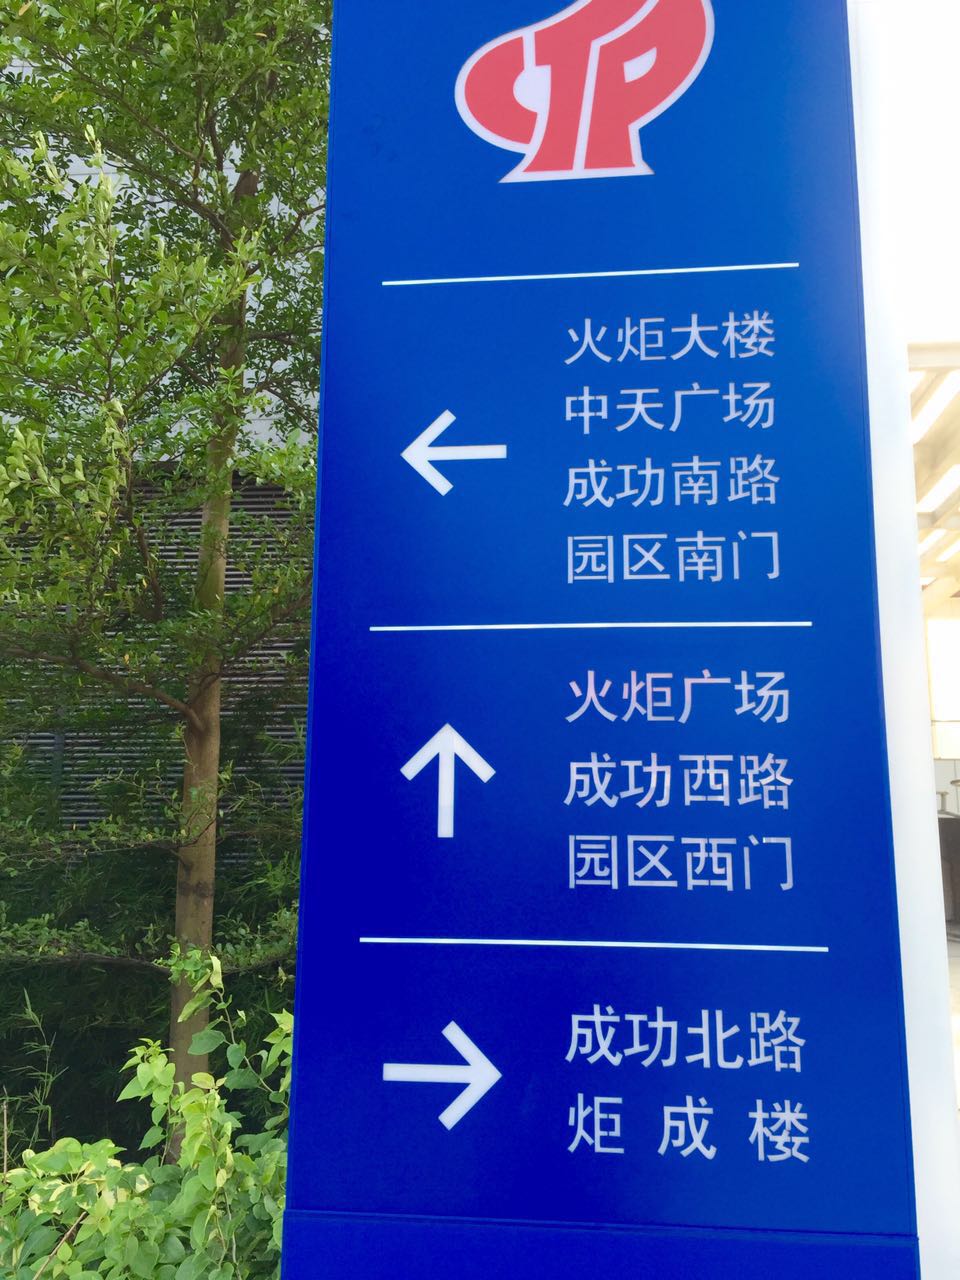 火炬大楼
中天广场
成功南路
园区南门
火炬广场
成功西路
园区西门
成功北路
炬成楼